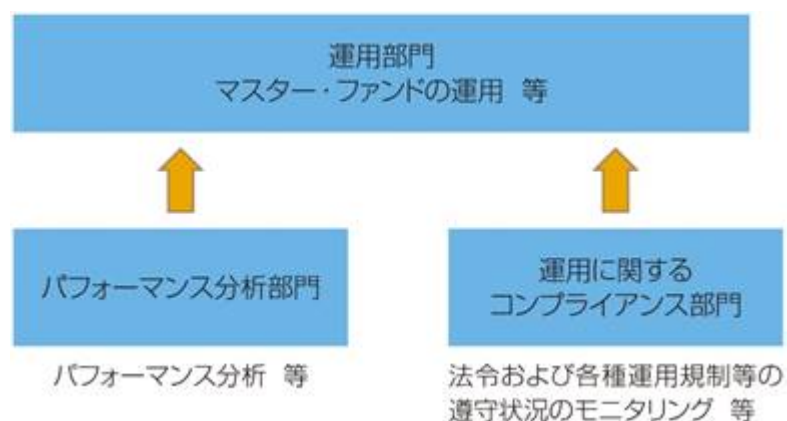 運用部門
マスター・ファンドの運用 等
パフォーマンス分析部門
パフォーマンス分析 等
運用に関する
コンプライアンス部門
法令および各種運用規制等の
遵守状況のモニタリング 等